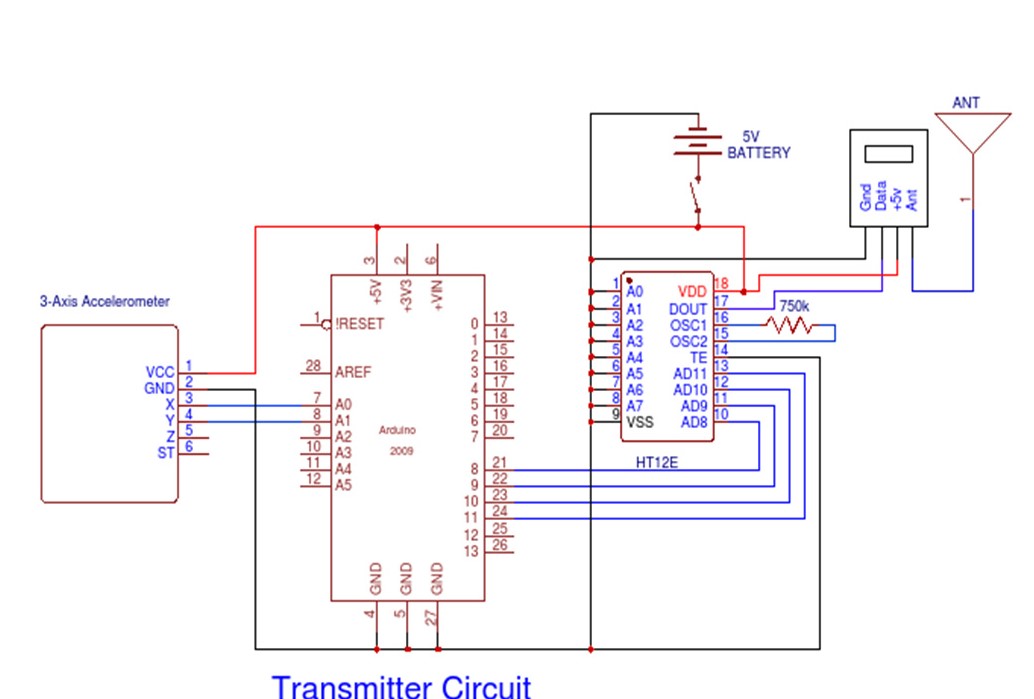 ANT
5V
BATTERY
Gnd
Data
+5v
Ant
1
3
2
6
+5V
+3V3
+VIN
3-Axis Accelerometer
VCC 1
GND 2
X 3
Y 4
Z 5
ST 6
1 !RESET
28 AREF
7 A0
8 A1
9 A2
10 A3
11 A4
12 A5
Arduino
2009
0 13
1 14
2 15
3 16
4 17
5 18
6 19
7 20
8 21
9 22
10 23
11 24
12 25
13 26
GND
GND
GND
4
5
27
1 A0
2 A1
3 A2
4 A3
5 A4
6 A5
7 A6
8 A7
9 VSS
VDD 18
DOUT 17
OSC1 16
OSC2 15
TE 14
AD11 13
AD10 12
AD9 11
AD8 10
750k
HT12E
Transmitter Circuit